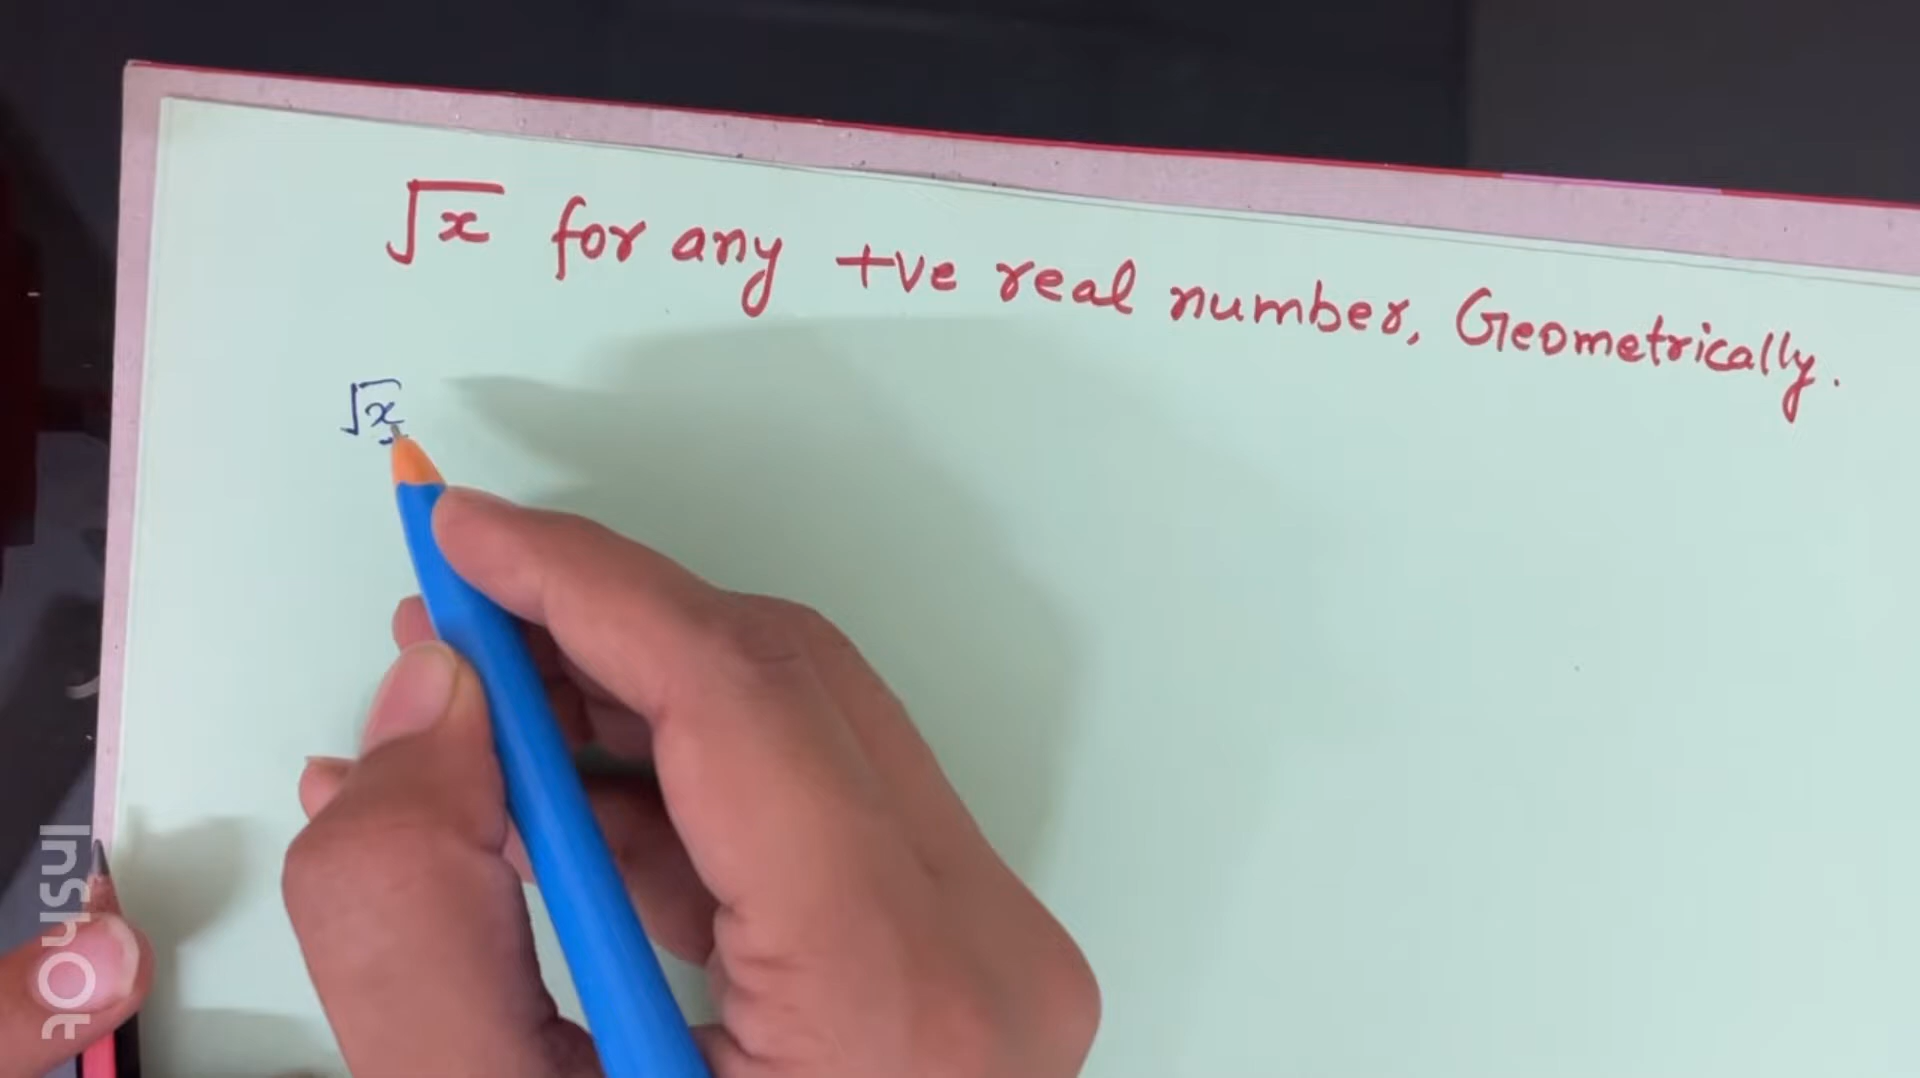 √x for any +ve real number, Geometrically.
√x
InShot